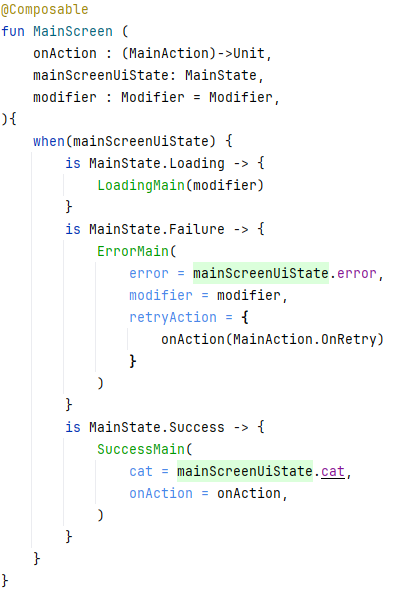 @Composable
fun MainScreen (
    onAction : (MainAction)->Unit,
    mainScreenUiState: MainState,
    modifier : Modifier = Modifier,
){
    when(mainScreenUiState) {
        is MainState.Loading -> {
            LoadingMain(modifier)
        }
        is MainState.Failure -> {
            ErrorMain(
                error = mainScreenUiState.error,
                modifier = modifier,
                retryAction = {
                    onAction(MainAction.OnRetry)
                }
            )
        }
        is MainState.Success -> {
            SuccessMain(
                cat = mainScreenUiState.cat,
                onAction = onAction,
            )
        }
    }
}